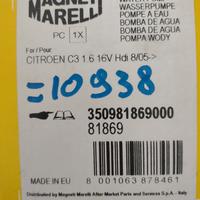 MAGNETI
MARELLI
PC 1X
WASSERPUMPE
POMPE A EAU
BOMBA DE AGUA
BOMBA DE AGUA
POMPA WODY
For / Pour
CITROEN C3 1.6 16V Hdi 8/05->
=10938
350981869000
81869
MADE IN EU
8 001063 878461
Distributed by Magneti Marelli After Market Parts and Services S.p.A. - Italy